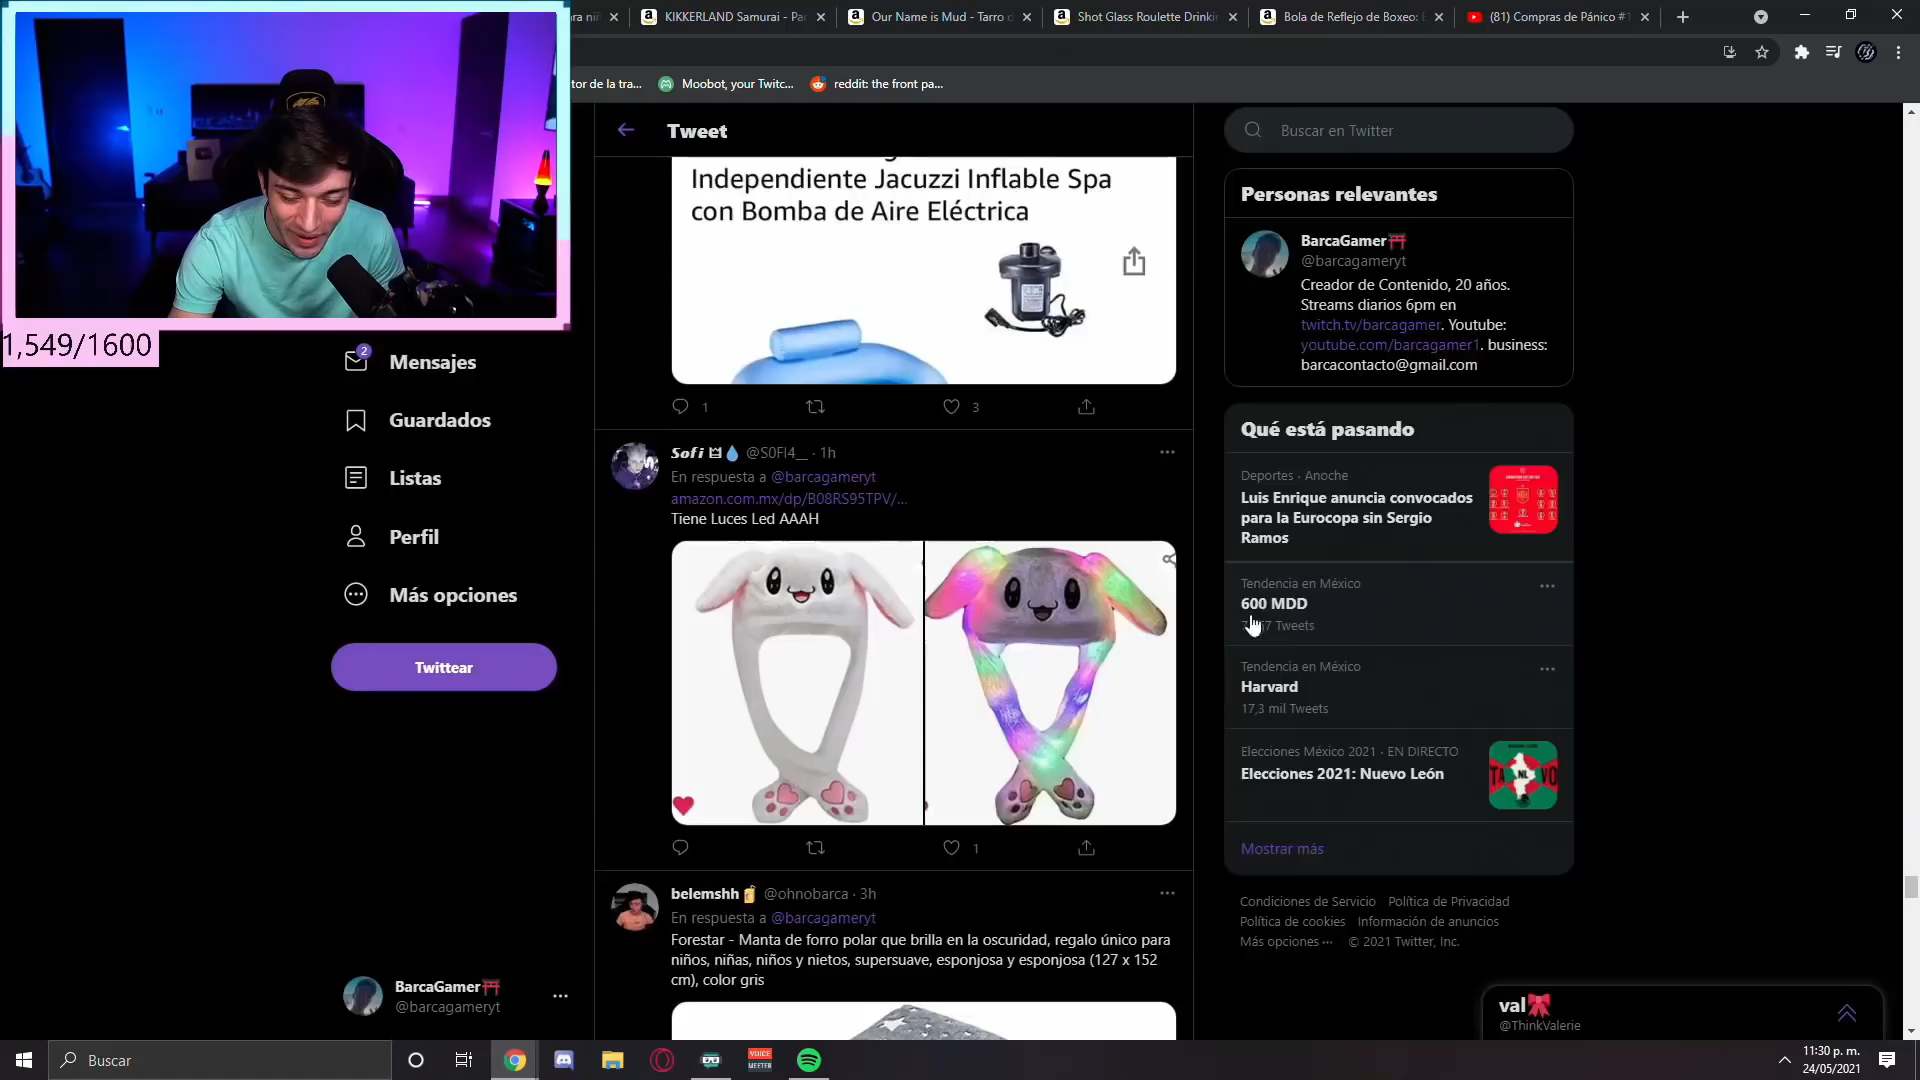 ara ni
KIKKERLAND Samurai - Pa
Our Name is Mud - Tarro
Shot Glass Roulette Drinki
Bola de Reflejo de Boxeo:
(81) Compras de Pánico #
tor de la tra...
Moobot, your Twitc...
reddit: the front pa...
1,549/1600
2
Mensajes
Guardados
Listas
Perfil
Más opciones
Twittear
BarcaGamer
@barcagameryt
Tweet
Independiente Jacuzzi Inflable Spa
con Bomba de Aire Eléctrica
1
3
Sofi @S0FI4__ · 1h
En respuesta a @barcagameryt
amazon.com.mx/dp/B08RS95TPV/...
Tiene Luces Led AAAH
1
belemshh @ohnobarca · 3h
En respuesta a @barcagameryt
Forestar - Manta de forro polar que brilla en la oscuridad, regalo único para
niños, niñas, niños y nietos, supersuave, esponjosa y esponjosa (127 x 152
cm), color gris
Buscar en Twitter
Personas relevantes
BarcaGamer
@barcagameryt
Creador de Contenido, 20 años.
Streams diarios 6pm en
twitch.tv/barcagamer. Youtube:
youtube.com/barcagamer1. business:
barcacontacto@gmail.com
Qué está pasando
Deportes · Anoche
Luis Enrique anuncia convocados
para la Eurocopa sin Sergio
Ramos
Tendencia en México
600 MDD
Tweets
Tendencia en México
Harvard
17,3 mil Tweets
Elecciones México 2021 · EN DIRECTO
Elecciones 2021: Nuevo León
TA NL VO
Mostrar más
Condiciones de Servicio Política de Privacidad
Política de cookies Información de anuncios
Más opciones ··· © 2021 Twitter, Inc.
val
@ThinkValerie
Buscar
VOICE
MEETER
11:30 p. m.
24/05/2021